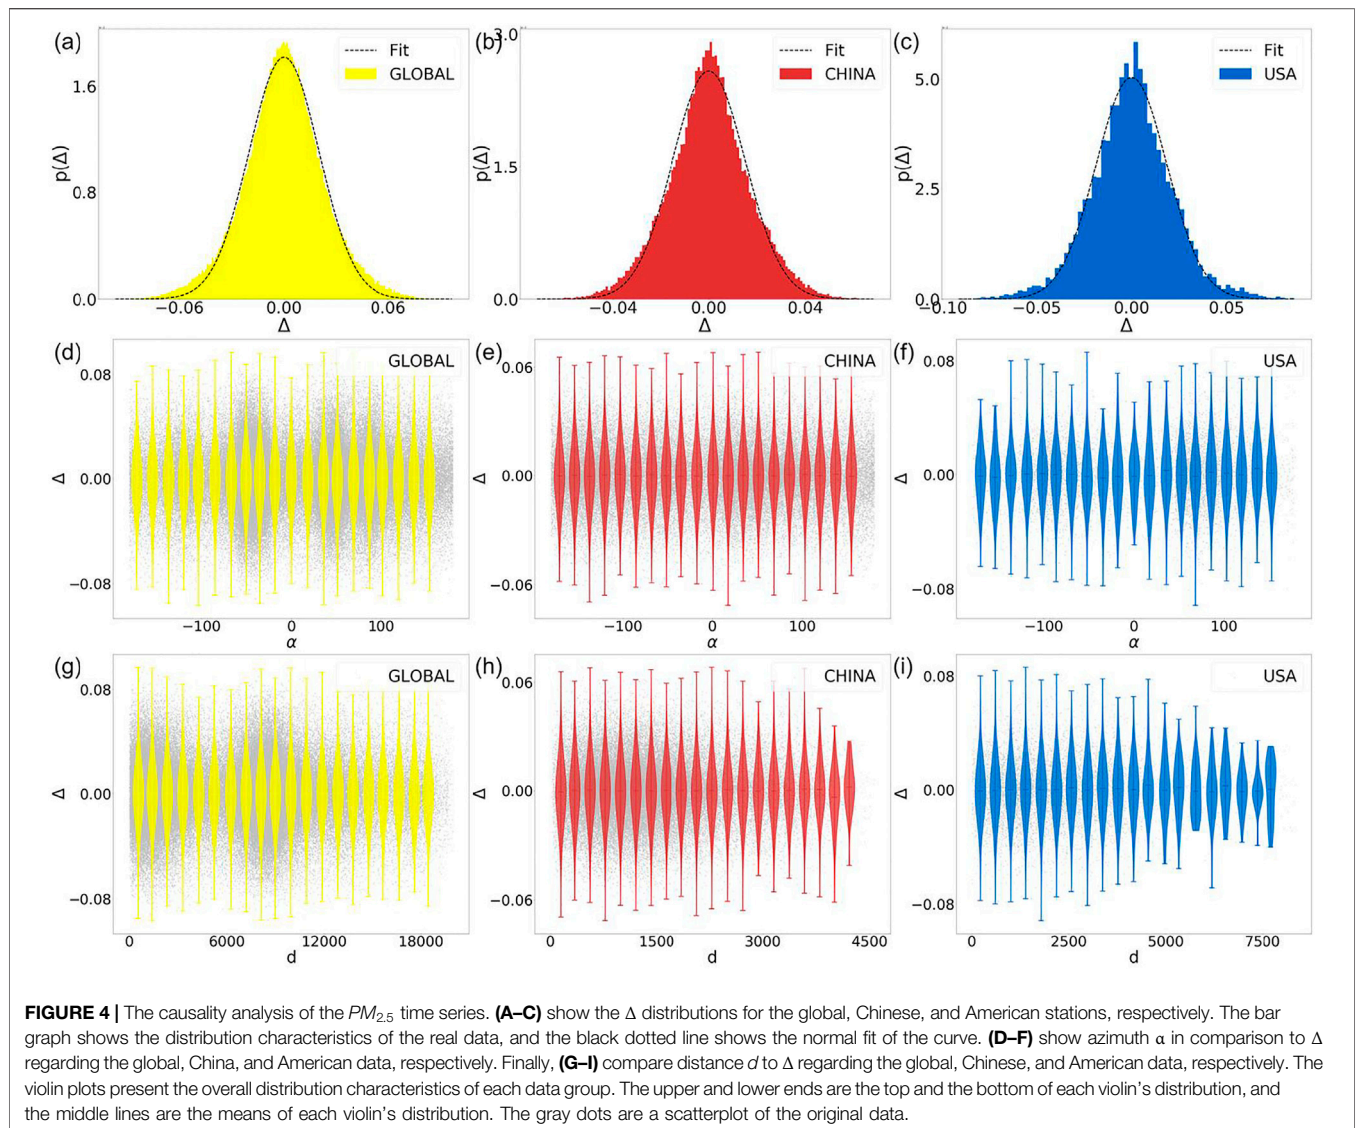 (a)
Fit
GLOBAL
1.6
0.8
0.0
p(Δ)
−0.06
0.00
0.06
Δ
(b)
3.0
Fit
CHINA
1.5
0.0
p(Δ)
−0.04
0.00
0.04
Δ
(c)
Fit
USA
5.0
2.5
0.0
p(Δ)
−0.10
−0.05
0.00
0.05
Δ
(d)
GLOBAL
0.08
0.00
−0.08
Δ
−100
0
100
α
(e)
CHINA
0.06
0.00
−0.06
Δ
−100
0
100
α
(f)
USA
0.08
0.00
−0.08
Δ
−100
0
100
α
(g)
GLOBAL
0.08
0.00
−0.08
Δ
0
6000
12000
18000
d
(h)
CHINA
0.06
0.00
−0.06
Δ
0
1500
3000
4500
d
(i)
USA
0.08
0.00
−0.08
Δ
0
2500
5000
7500
d
FIGURE 4 | The causality analysis of the PM2.5 time series. (A–C) show the Δ distributions for the global, Chinese, and American stations, respectively. The bar
graph shows the distribution characteristics of the real data, and the black dotted line shows the normal fit of the curve. (D–F) show azimuth α in comparison to Δ
regarding the global, China, and American data, respectively. Finally, (G–I) compare distance d to Δ regarding the global, Chinese, and American data, respectively. The
violin plots present the overall distribution characteristics of each data group. The upper and lower ends are the top and the bottom of each violin's distribution, and
the middle lines are the means of each violin's distribution. The gray dots are a scatterplot of the original data.